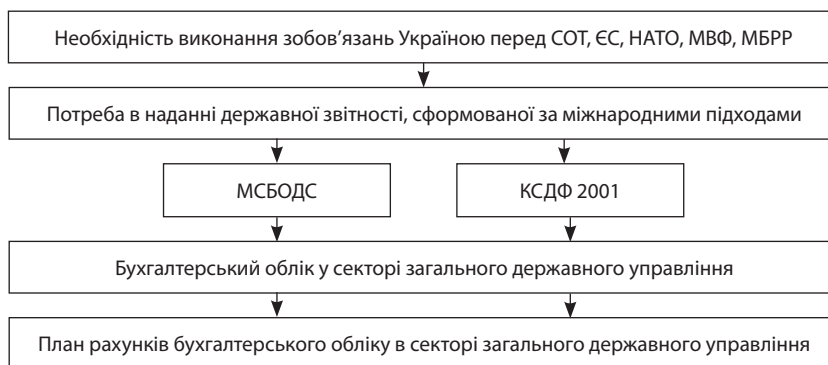 Необхідність виконання зобов’язань Україною перед СОТ, ЄС, НАТО, МВФ, МБРР
Потреба в наданні державної звітності, сформованої за міжнародними підходами
МСБОДС
КСДФ 2001
Бухгалтерський облік у секторі загального державного управління
План рахунків бухгалтерського обліку в секторі загального державного управління